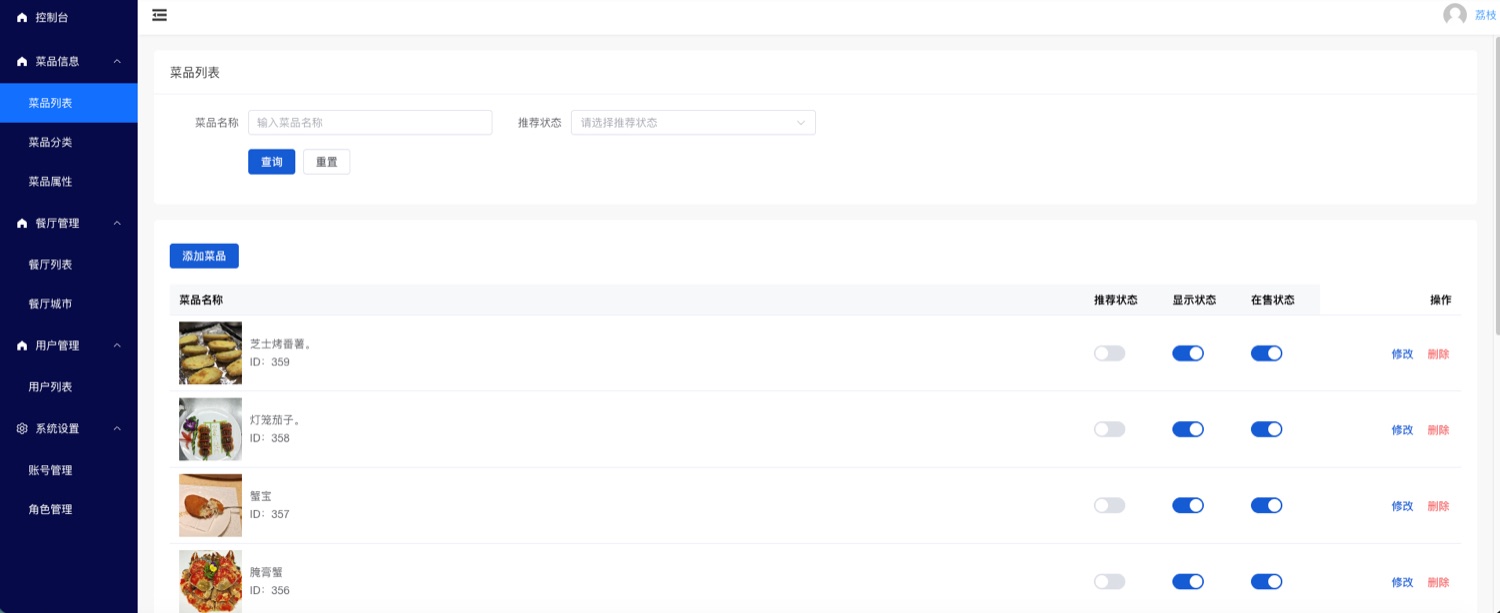 控制台
菜品信息
菜品列表
菜品分类
菜品属性
餐厅管理
餐厅列表
餐厅城市
用户管理
用户列表
系统设置
账号管理
角色管理
荔枝
菜品列表
菜品名称 输入菜品名称 推荐状态 请选择推荐状态
查询 重置
添加菜品
菜品名称 推荐状态 显示状态 在售状态 操作
芝士烤番薯。
ID：359
修改 删除
灯笼茄子。
ID：358
修改 删除
蟹宝
ID：357
修改 删除
腌膏蟹
ID：356
修改 删除